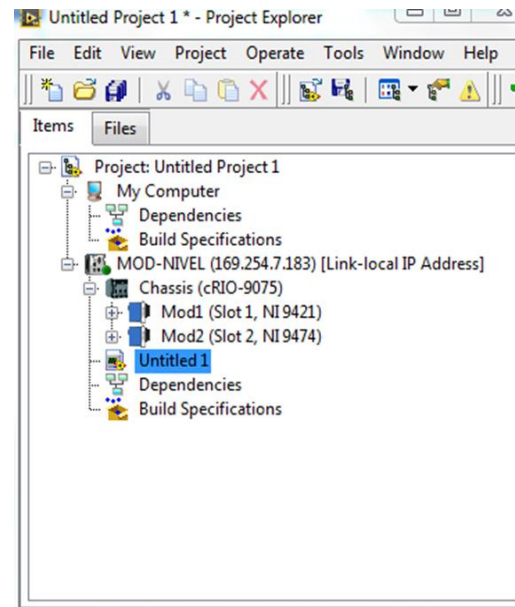 Untitled Project 1 * - Project Explorer
File Edit View Project Operate Tools Window Help
Items Files
Project: Untitled Project 1
My Computer
Dependencies
Build Specifications
MOD-NIVEL (169.254.7.183) [Link-local IP Address]
Chassis (cRIO-9075)
Mod1 (Slot 1, NI 9421)
Mod2 (Slot 2, NI 9474)
Untitled 1
Dependencies
Build Specifications